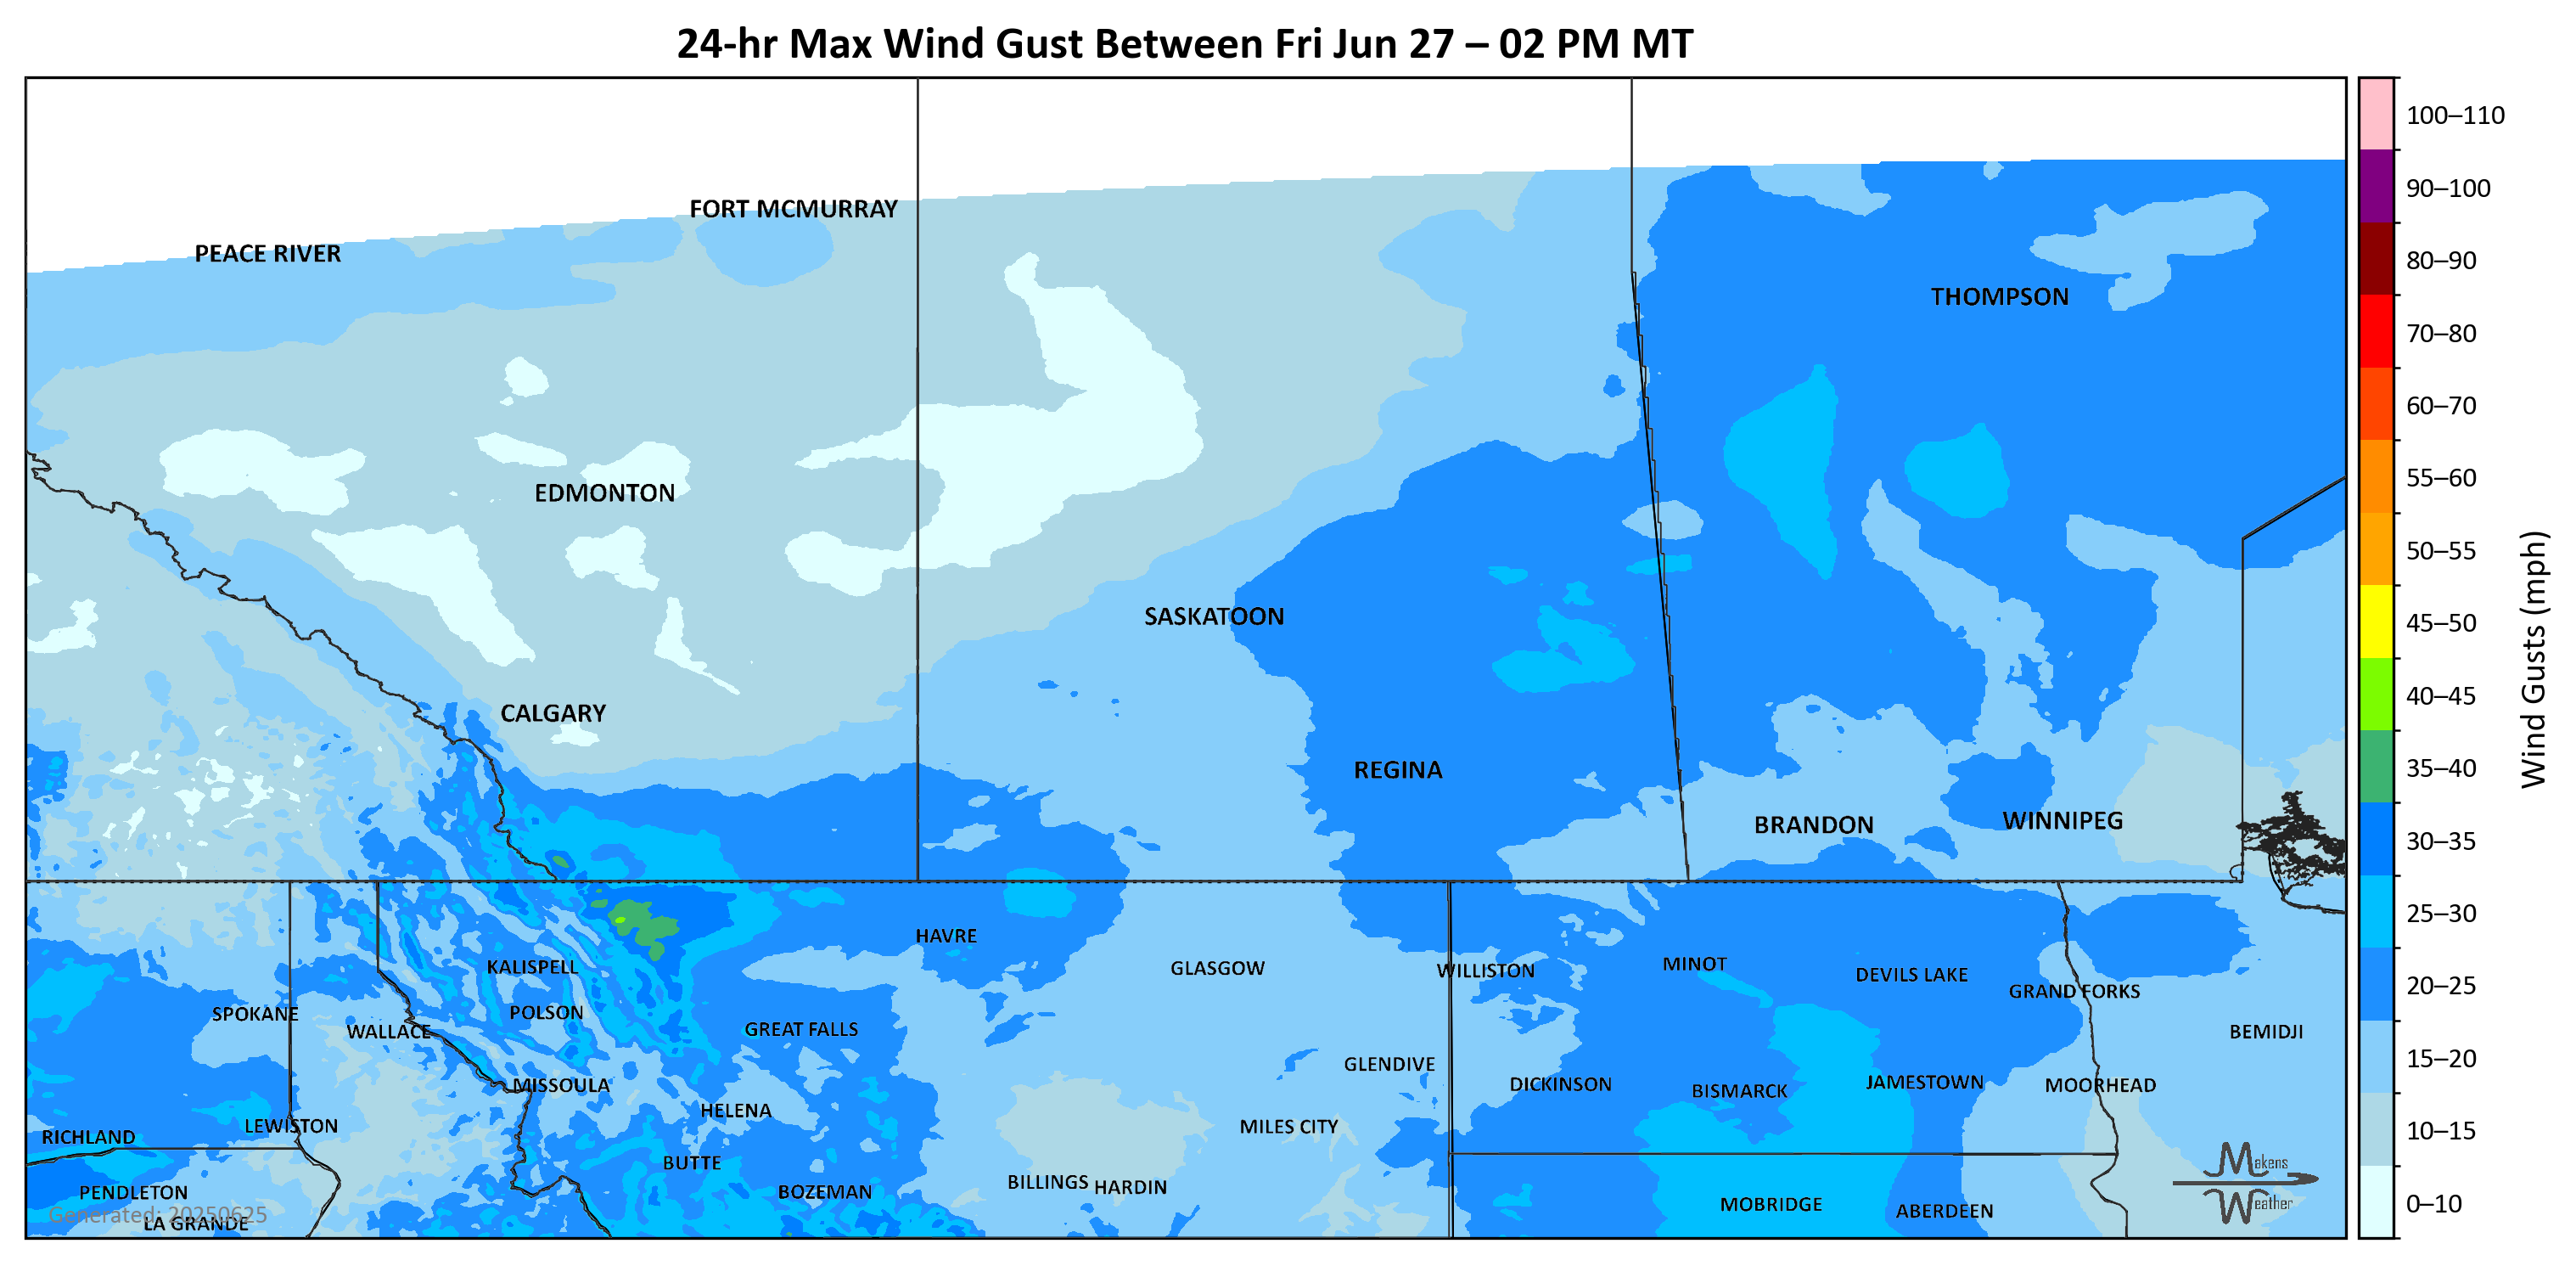 24-hr Max Wind Gust Between Fri Jun 27 – 02 PM MT
100–110
90–100
80–90
70–80
60–70
55–60
50–55
45–50
40–45
35–40
30–35
25–30
20–25
15–20
10–15
0–10
Wind Gusts (mph)
FORT MCMURRAY
PEACE RIVER
THOMPSON
EDMONTON
SASKATOON
CALGARY
REGINA
BRANDON
WINNIPEG
HAVRE
KALISPELL
GLASGOW
WILLISTON
MINOT
DEVILS LAKE
GRAND FORKS
SPOKANE
POLSON
WALLACE
GREAT FALLS
BEMIDJI
GLENDIVE
MISSOULA
DICKINSON
BISMARCK
JAMESTOWN
MOORHEAD
HELENA
LEWISTON
MILES CITY
RICHLAND
BUTTE
PENDLETON
BOZEMAN
BILLINGS
HARDIN
MOBRIDGE
ABERDEEN
Generated: 20250625
LA GRANDE
Makens
Weather